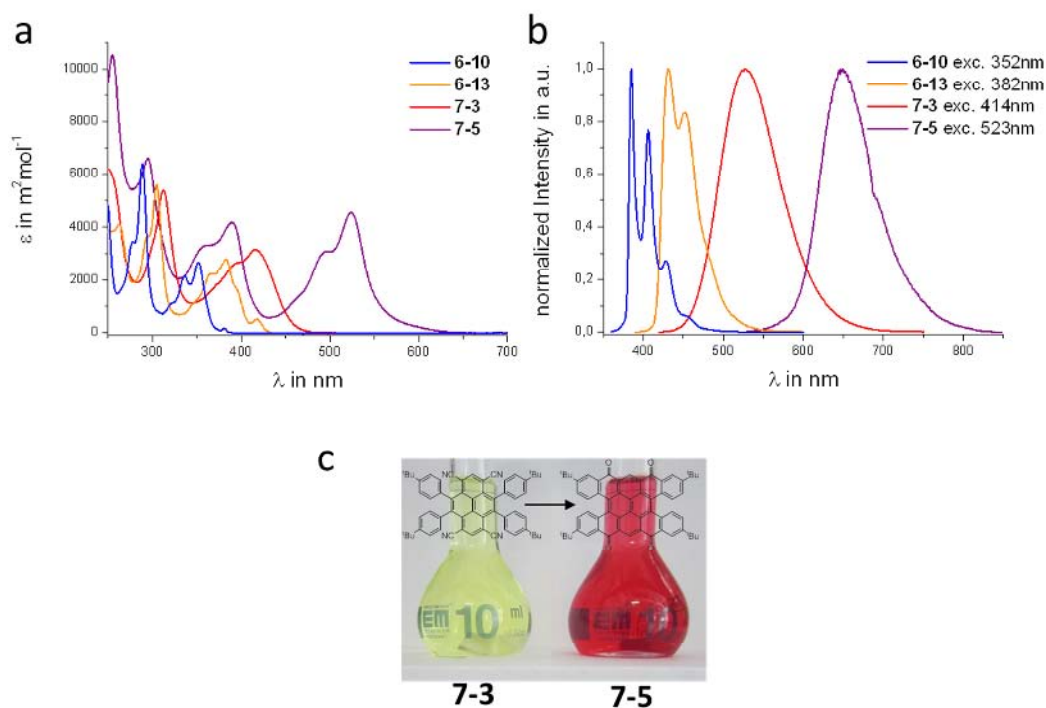 a
ε in m²mol⁻¹
10000
8000
6000
4000
2000
0
300 400 500 600 700
λ in nm
6-10
6-13
7-3
7-5
b
normalized Intensity in a.u.
1,0
0,8
0,6
0,4
0,2
0,0
400 500 600 700 800
λ in nm
6-10 exc. 352nm
6-13 exc. 382nm
7-3 exc. 414nm
7-5 exc. 523nm
c
ᵗBu NC CN ᵗBu
ᵗBu NC CN ᵗBu
ᵗBu O O ᵗBu
ᵗBu ᵗBu
EM 10 ml
EM 10
7-3 7-5